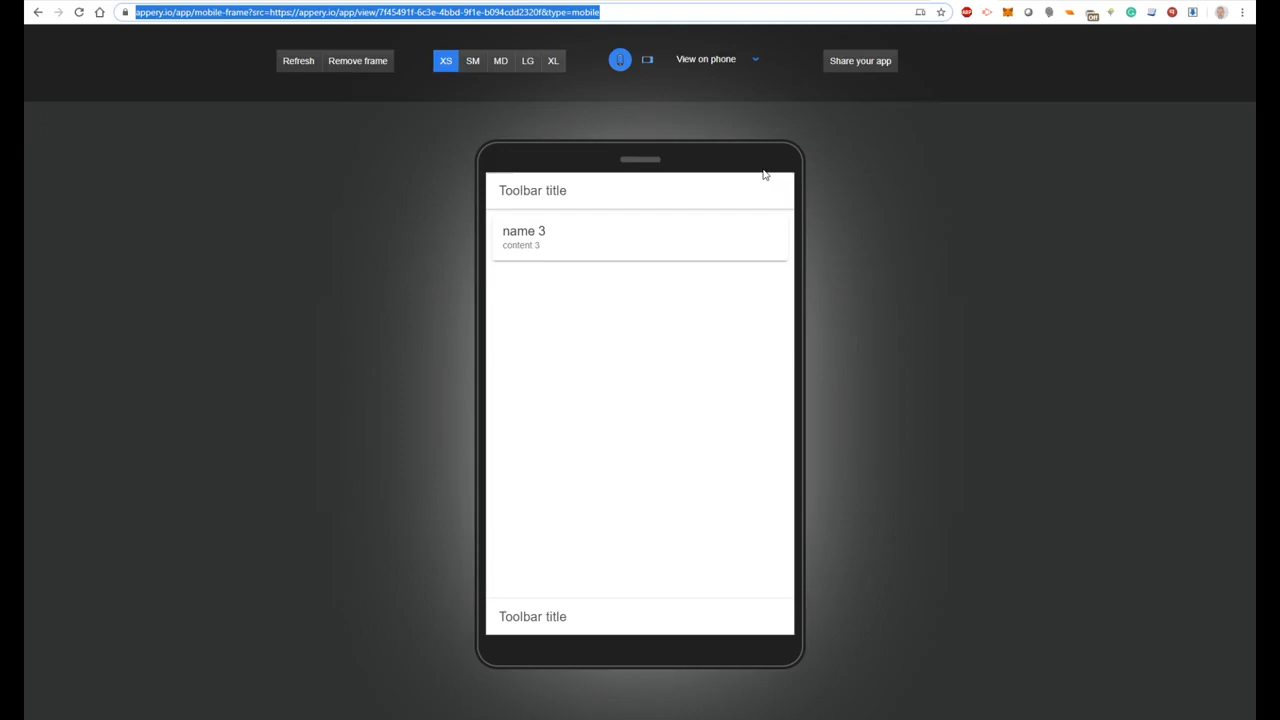 appery.io/app/mobile-frame?src=https://appery.io/app/view/7f45491f-6c3e-4bbd-9f1e-b094cdd2320f&type=mobile
Off
Refresh
Remove frame
XS
SM
MD
LG
XL
View on phone
Share your app
Toolbar title
name 3
content 3
Toolbar title